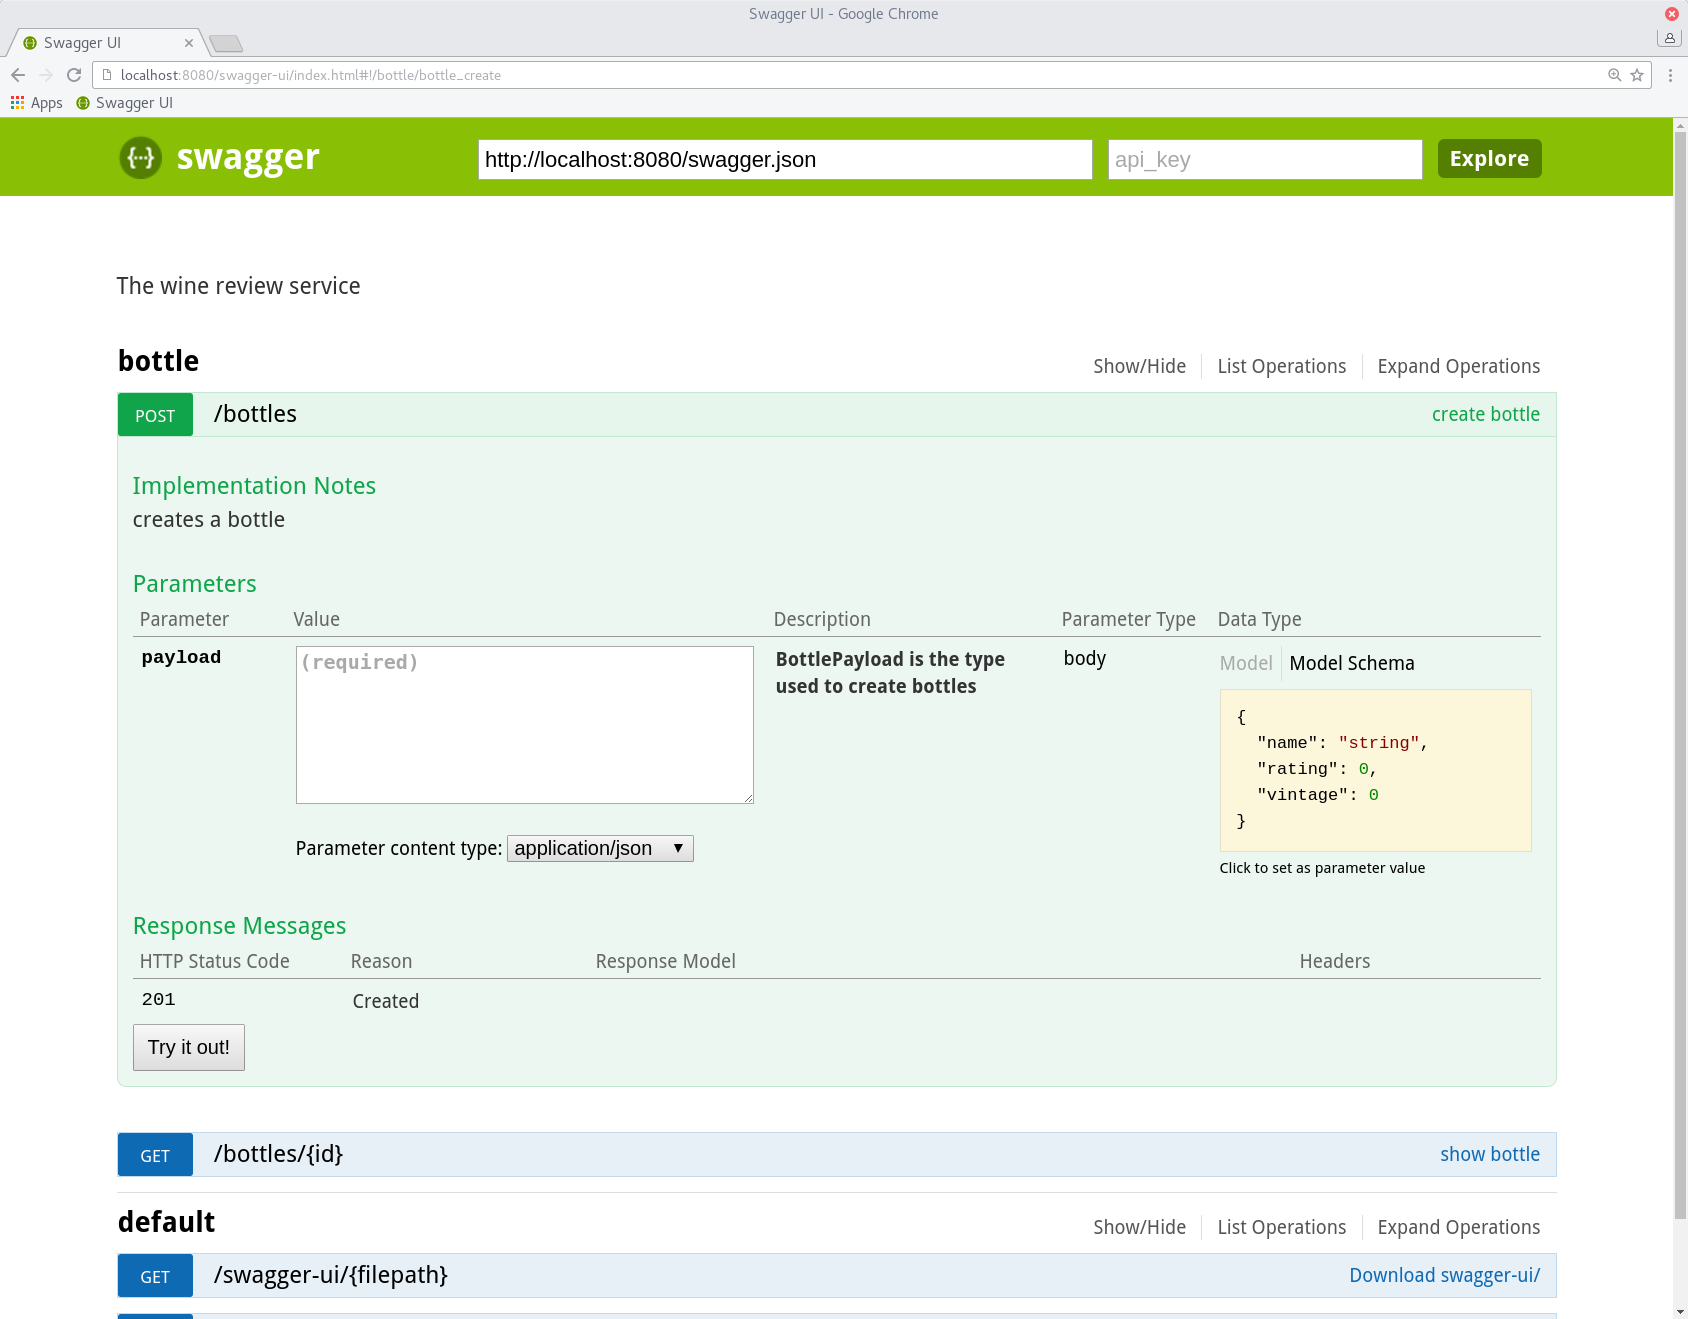 Swagger UI - Google Chrome
Swagger UI
localhost:8080/swagger-ui/index.html#!/bottle/bottle_create
Apps Swagger UI
{···} swagger http://localhost:8080/swagger.json api_key Explore
The wine review service
bottle Show/Hide List Operations Expand Operations
POST /bottles create bottle
Implementation Notes
creates a bottle
Parameters
Parameter Value Description Parameter Type Data Type
payload (required) BottlePayload is the type body Model Model Schema
used to create bottles
{
"name": "string",
"rating": 0,
"vintage": 0
}
Parameter content type: application/json
Click to set as parameter value
Response Messages
HTTP Status Code Reason Response Model Headers
201 Created
Try it out!
GET /bottles/{id} show bottle
default Show/Hide List Operations Expand Operations
GET /swagger-ui/{filepath} Download swagger-ui/